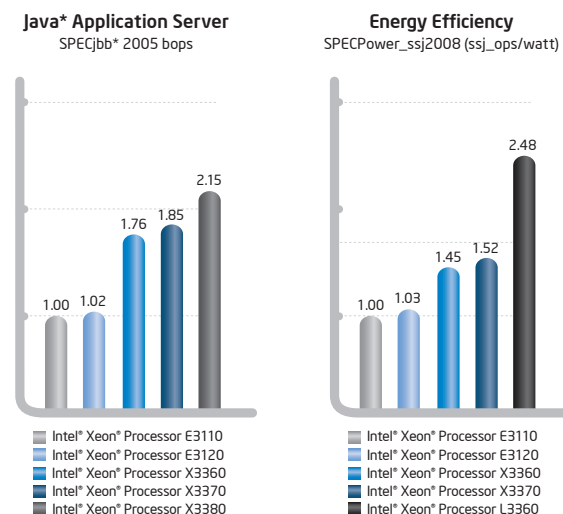 Java* Application Server
SPECjbb* 2005 bops
1.00
1.02
1.76
1.85
2.15
Intel® Xeon® Processor E3110
Intel® Xeon® Processor E3120
Intel® Xeon® Processor X3360
Intel® Xeon® Processor X3370
Intel® Xeon® Processor X3380
Energy Efficiency
SPECPower_ssj2008 (ssj_ops/watt)
1.00
1.03
1.45
1.52
2.48
Intel® Xeon® Processor E3110
Intel® Xeon® Processor E3120
Intel® Xeon® Processor X3360
Intel® Xeon® Processor X3370
Intel® Xeon® Processor L3360